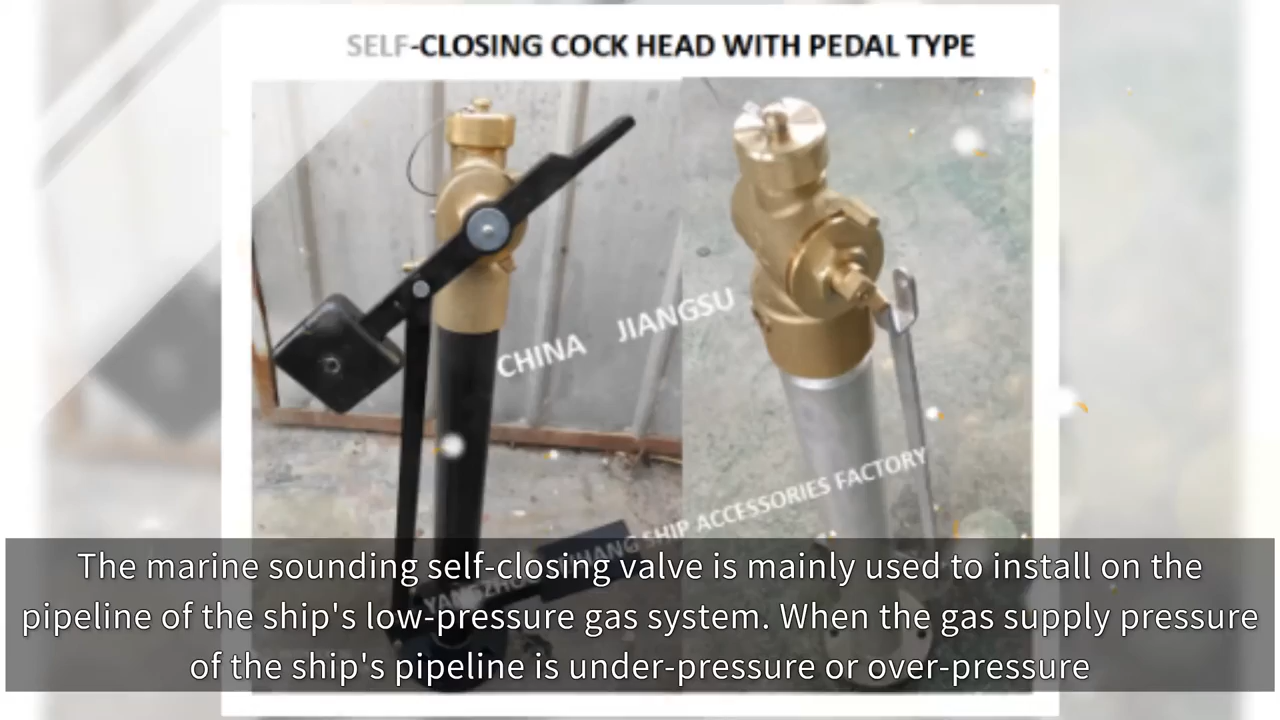 SELF-CLOSING COCK HEAD WITH PEDAL TYPE
CHINA JIANGSU
SHIP ACCESSORIES FACTORY
The marine sounding self-closing valve is mainly used to install on the
pipeline of the ship's low-pressure gas system. When the gas supply pressure
of the ship's pipeline is under-pressure or over-pressure